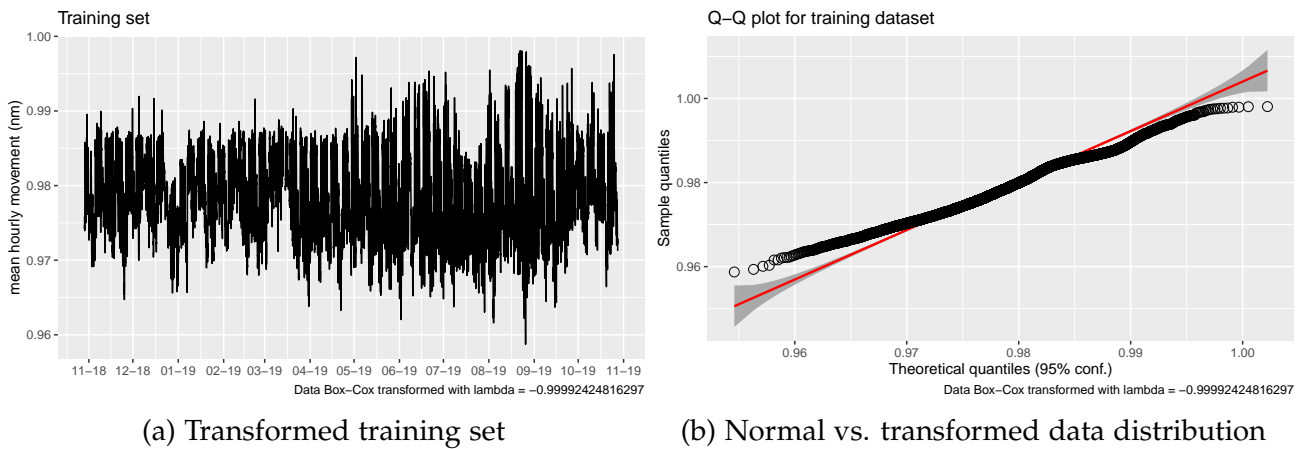 Training set
1.00
0.99
0.98
0.97
0.96
mean hourly movement (nm)
11−18 12−18 01−19 02−19 03−19 04−19 05−19 06−19 07−19 08−19 09−19 10−19 11−19
Data Box−Cox transformed with lambda = −0.99992424816297
(a) Transformed training set
Q−Q plot for training dataset
1.00
0.98
0.96
Sample quantiles
0.96 0.97 0.98 0.99 1.00
Theoretical quantiles (95% conf.)
Data Box−Cox transformed with lambda = −0.99992424816297
(b) Normal vs. transformed data distribution